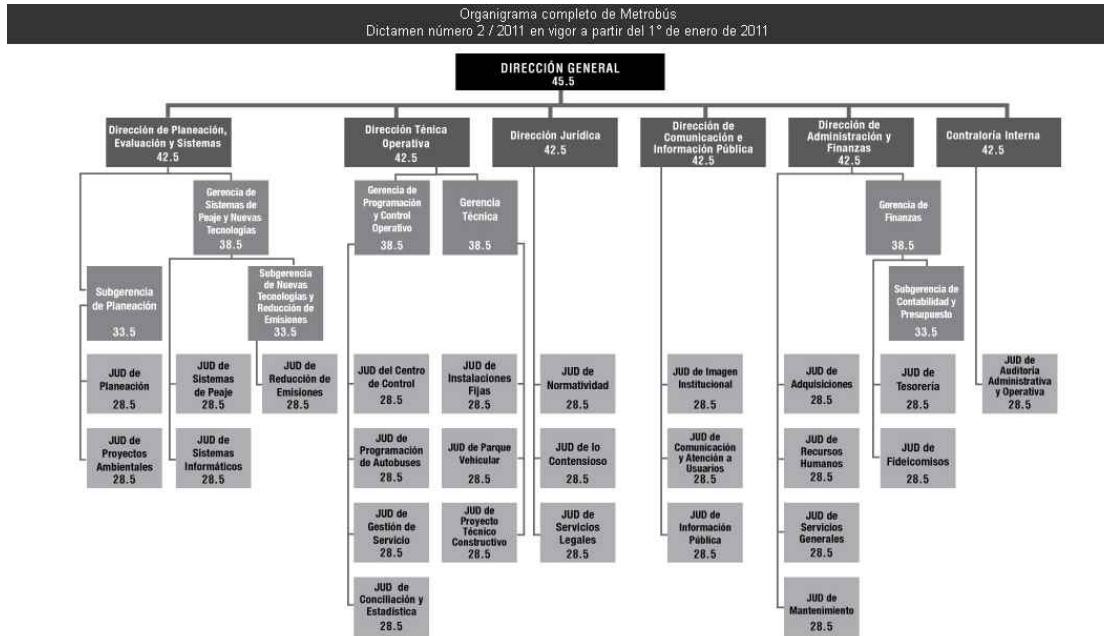 Organigrama completo de Metrobús
Dictamen número 2 / 2011 en vigor a partir del 1° de enero de 2011
DIRECCIÓN GENERAL
45.5
Dirección de Planeación,
Evaluación y Sistemas
42.5
Dirección Ténica
Operativa
42.5
Dirección Jurídica
42.5
Dirección de
Comunicación e
Información Pública
42.5
Dirección de
Administración y
Finanzas
42.5
Contraloría Interna
42.5
Gerencia de
Sistemas de
Peaje y Nuevas
Tecnologías
38.5
Gerencia de
Programación
y Control
Operativo
38.5
Gerencia
Técnica
38.5
Gerencia de
Finanzas
38.5
Subgerencia
de Planeación
33.5
Subgerencia
de Nuevas
Tecnologías y
Reducción de
Emisiones
33.5
Subgerencia de
Contabilidad y
Presupuesto
33.5
JUD de
Planeación
28.5
JUD de
Sistemas
de Peaje
28.5
JUD de
Reducción de
Emisiones
28.5
JUD del Centro
de Control
28.5
JUD de
Instalaciones
Fijas
28.5
JUD de
Normatividad
28.5
JUD de Imagen
Institucional
28.5
JUD de
Adquisiciones
28.5
JUD de
Tesorería
28.5
JUD de
Auditoría
Administrativa
y Operativa
28.5
JUD de
Proyectos
Ambientales
28.5
JUD de
Sistemas
Informáticos
28.5
JUD de
Programación
de Autobuses
28.5
JUD de Parque
Vehicular
28.5
JUD de lo
Contensioso
28.5
JUD de
Comunicación
y Atención a
Usuarios
28.5
JUD de
Recursos
Humanos
28.5
JUD de
Fideicomisos
28.5
JUD de
Gestión de
Servicio
28.5
JUD de
Proyecto
Técnico
Constructivo
28.5
JUD de
Servicios
Legales
28.5
JUD de
Información
Pública
28.5
JUD de
Servicios
Generales
28.5
JUD de
Conciliación y
Estadística
28.5
JUD de
Mantenimiento
28.5